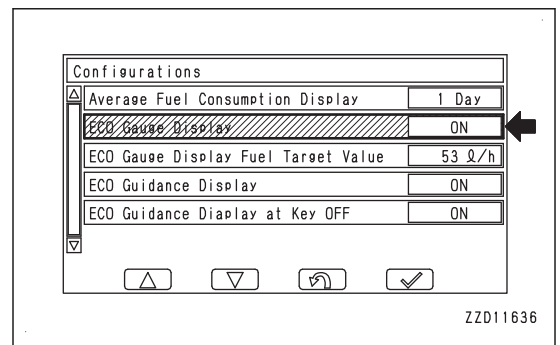 Configurations
Average Fuel Consumption Display 1 Day
ECO Gauge Display ON
ECO Gauge Display Fuel Target Value 53 ℓ/h
ECO Guidance Display ON
ECO Guidance Diaplay at Key OFF ON
ZZD11636